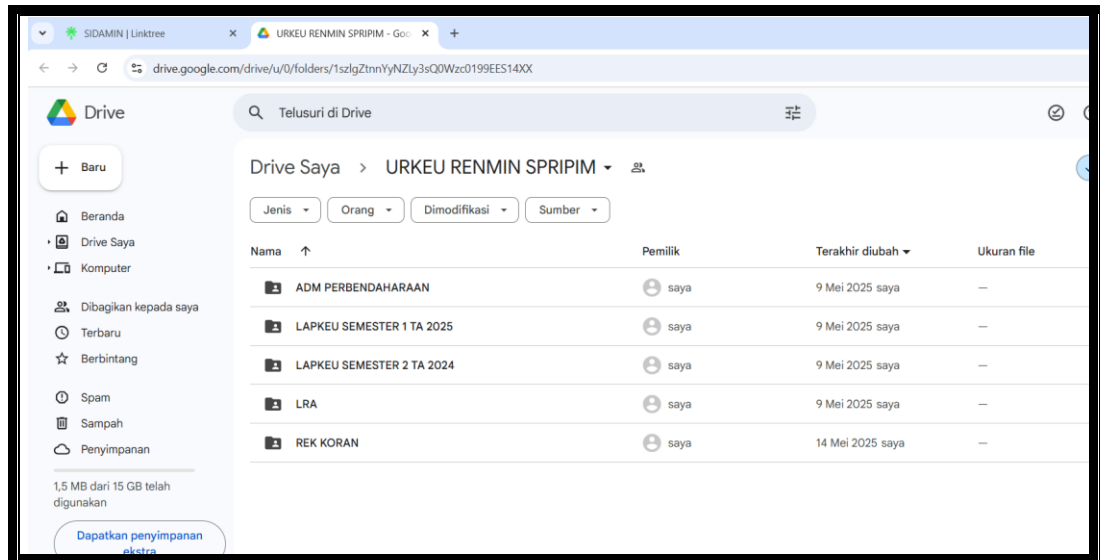 SIDAMIN | Linktree
URKEU RENMIN SPRIPIM - Goo
drive.google.com/drive/u/0/folders/1szlgZtnnYyNZLy3sQ0Wzc0199EES14XX
Drive
Telusuri di Drive
Baru
Drive Saya > URKEU RENMIN SPRIPIM
Jenis Orang Dimodifikasi Sumber
Beranda
Drive Saya
Komputer
Dibagikan kepada saya
Terbaru
Berbintang
Spam
Sampah
Penyimpanan
1,5 MB dari 15 GB telah
digunakan
Dapatkan penyimpanan
ekstra
Nama Pemilik Terakhir diubah Ukuran file
ADM PERBENDAHARAAN saya 9 Mei 2025 saya —
LAPKEU SEMESTER 1 TA 2025 saya 9 Mei 2025 saya —
LAPKEU SEMESTER 2 TA 2024 saya 9 Mei 2025 saya —
LRA saya 9 Mei 2025 saya —
REK KORAN saya 14 Mei 2025 saya —